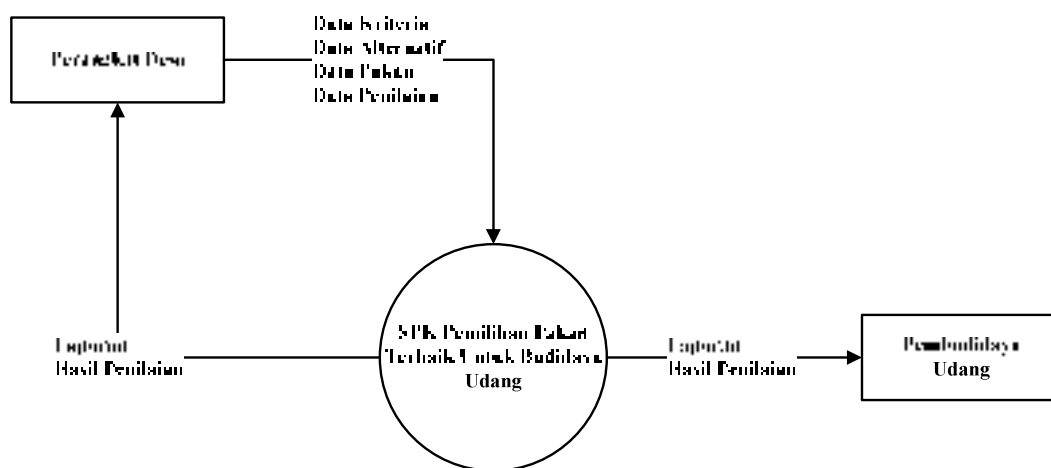 Perangkat Desa
Data Kriteria
Data Alternatif
Data Pakan
Data Penilaian
Laporan
Hasil Penilaian
SPK Pemilihan Pakan
Terbaik Untuk Budidaya
Udang
Laporan
Hasil Penilaian
Pembudidaya
Udang